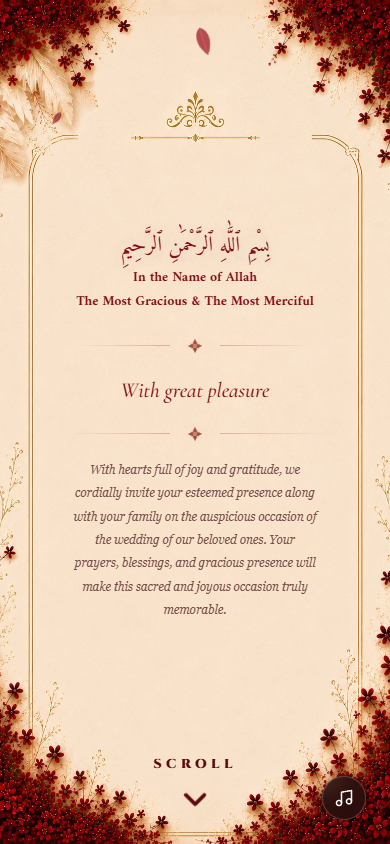 بِسْمِ اللَّهِ الرَّحْمَٰنِ الرَّحِيمِ
In the Name of Allah
The Most Gracious & The Most Merciful
With great pleasure
With hearts full of joy and gratitude, we
cordially invite your esteemed presence along
with your family on the auspicious occasion of
the wedding of our beloved ones. Your
prayers, blessings, and gracious presence will
make this sacred and joyous occasion truly
memorable.
SCROLL